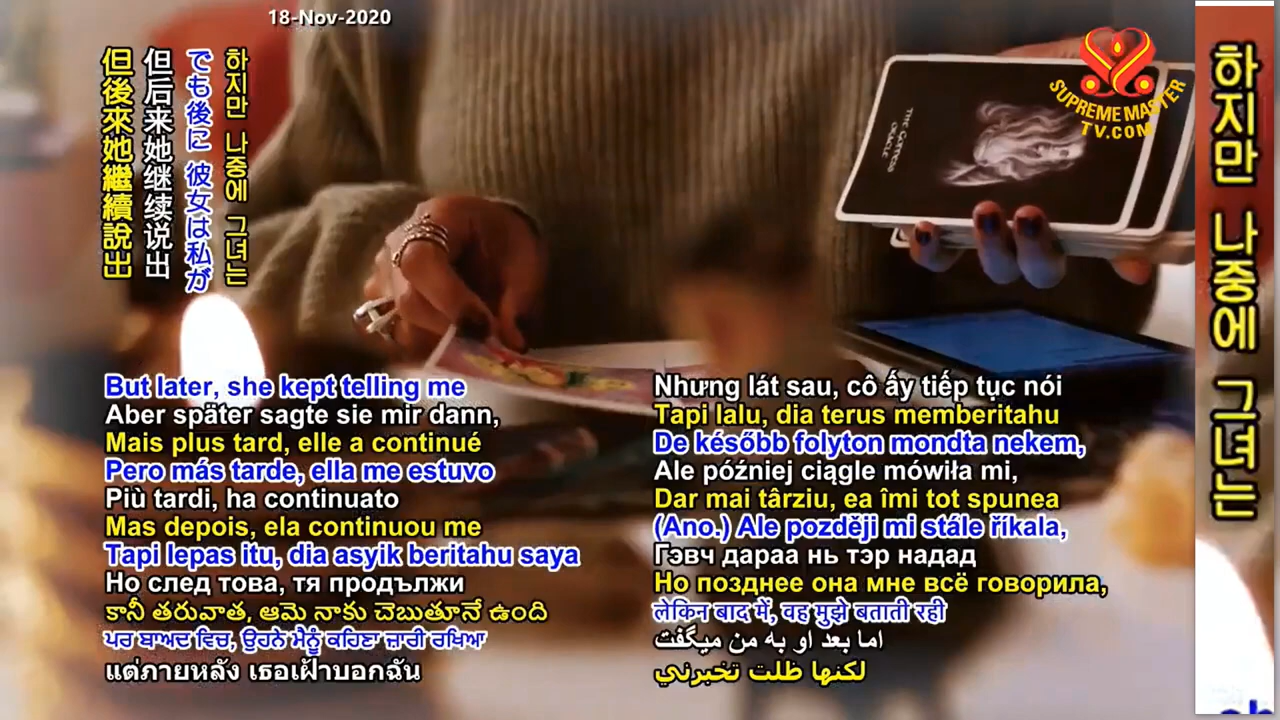 18-Nov-2020
하지만 나중에 그녀는
でも後に 彼女は私が
但后来她继续说出
但後來她繼續說出
THE GODDESS
ORACLE
SUPREME MASTER
TV.COM
But later, she kept telling me
Aber später sagte sie mir dann,
Mais plus tard, elle a continué
Pero más tarde, ella me estuvo
Più tardi, ha continuato
Mas depois, ela continuou me
Tapi lepas itu, dia asyik beritahu saya
Но след това, тя продължи
కానీ తరువాత, ఆమె నాకు చెబుతూనే ఉంది
ਪਰ ਬਾਅਦ ਵਿਚ, ਉਹਨੇ ਮੈਨੂੰ ਕਹਿਣਾ ਜ਼ਾਰੀ ਰਖਿਆ
แต่ภายหลัง เธอเฝ้าบอกฉัน
Nhưng lát sau, cô ấy tiếp tục nói
Tapi lalu, dia terus memberitahu
De később folyton mondta nekem,
Ale później ciągle mówiła mi,
Dar mai târziu, ea îmi tot spunea
(Ano.) Ale později mi stále říkala,
Гэвч дараа нь тэр надад
Но позднее она мне всё говорила,
लेकिन बाद में, वह मुझे बताती रही
اما بعد او به من میگفت
لكنها ظلت تخبرني
하지만 나중에 그녀는